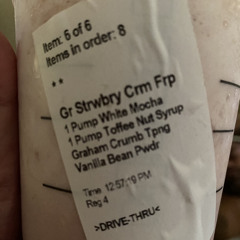 Item: 6 of 6
Items in order: 8
* *
Gr Strwbry Crm Frp
1 Pump White Mocha
1 Pump Toffee Nut Syrup
Graham Crumb Tpng
Vanilla Bean Pwdr
Time 12:57:19 PM
Reg 4
>DRIVE-THRU<